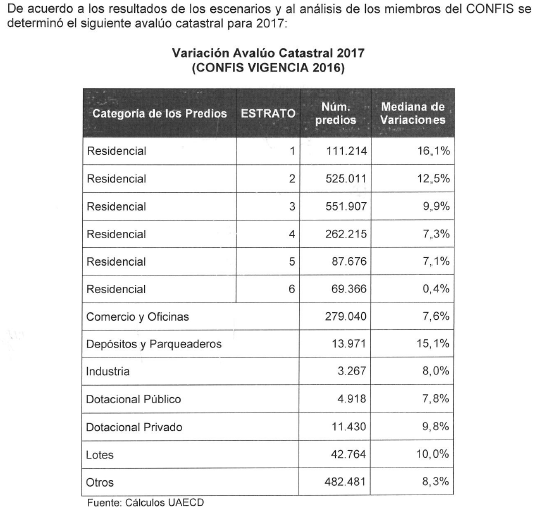 De acuerdo a los resultados de los escenarios y al análisis de los miembros del CONFIS se
determinó el siguiente avalúo catastral para 2017:
Variación Avalúo Catastral 2017
(CONFIS VIGENCIA 2016)
Categoría de los Predios ESTRATO Núm. predios Mediana de Variaciones
Residencial 1 111.214 16,1%
Residencial 2 525.011 12,5%
Residencial 3 551.907 9,9%
Residencial 4 262.215 7,3%
Residencial 5 87.676 7,1%
Residencial 6 69.366 0,4%
Comercio y Oficinas 279.040 7,6%
Depósitos y Parqueaderos 13.971 15,1%
Industria 3.267 8,0%
Dotacional Público 4.918 7,8%
Dotacional Privado 11.430 9,8%
Lotes 42.764 10,0%
Otros 482.481 8,3%
Fuente: Cálculos UAECD